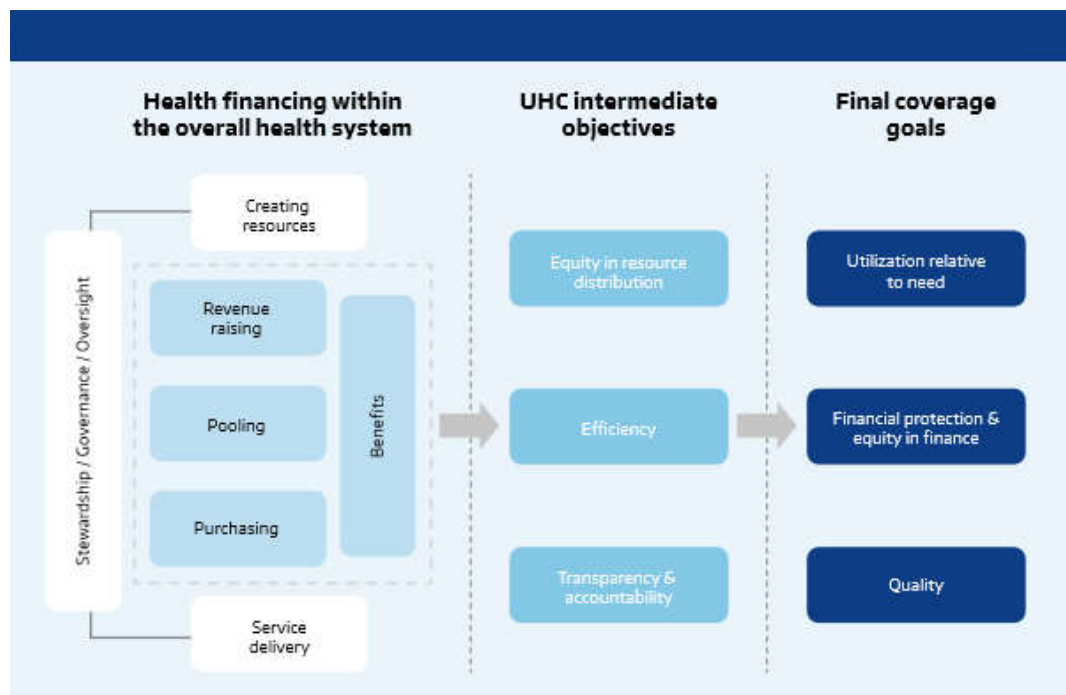 Health financing within
the overall health system
UHC intermediate
objectives
Final coverage
goals
Stewardship / Governance / Oversight
Creating
resources
Revenue
raising
Pooling
Purchasing
Benefits
Service
delivery
Equity in resource
distribution
Efficiency
Transparency &
accountability
Utilization relative
to need
Financial protection &
equity in finance
Quality